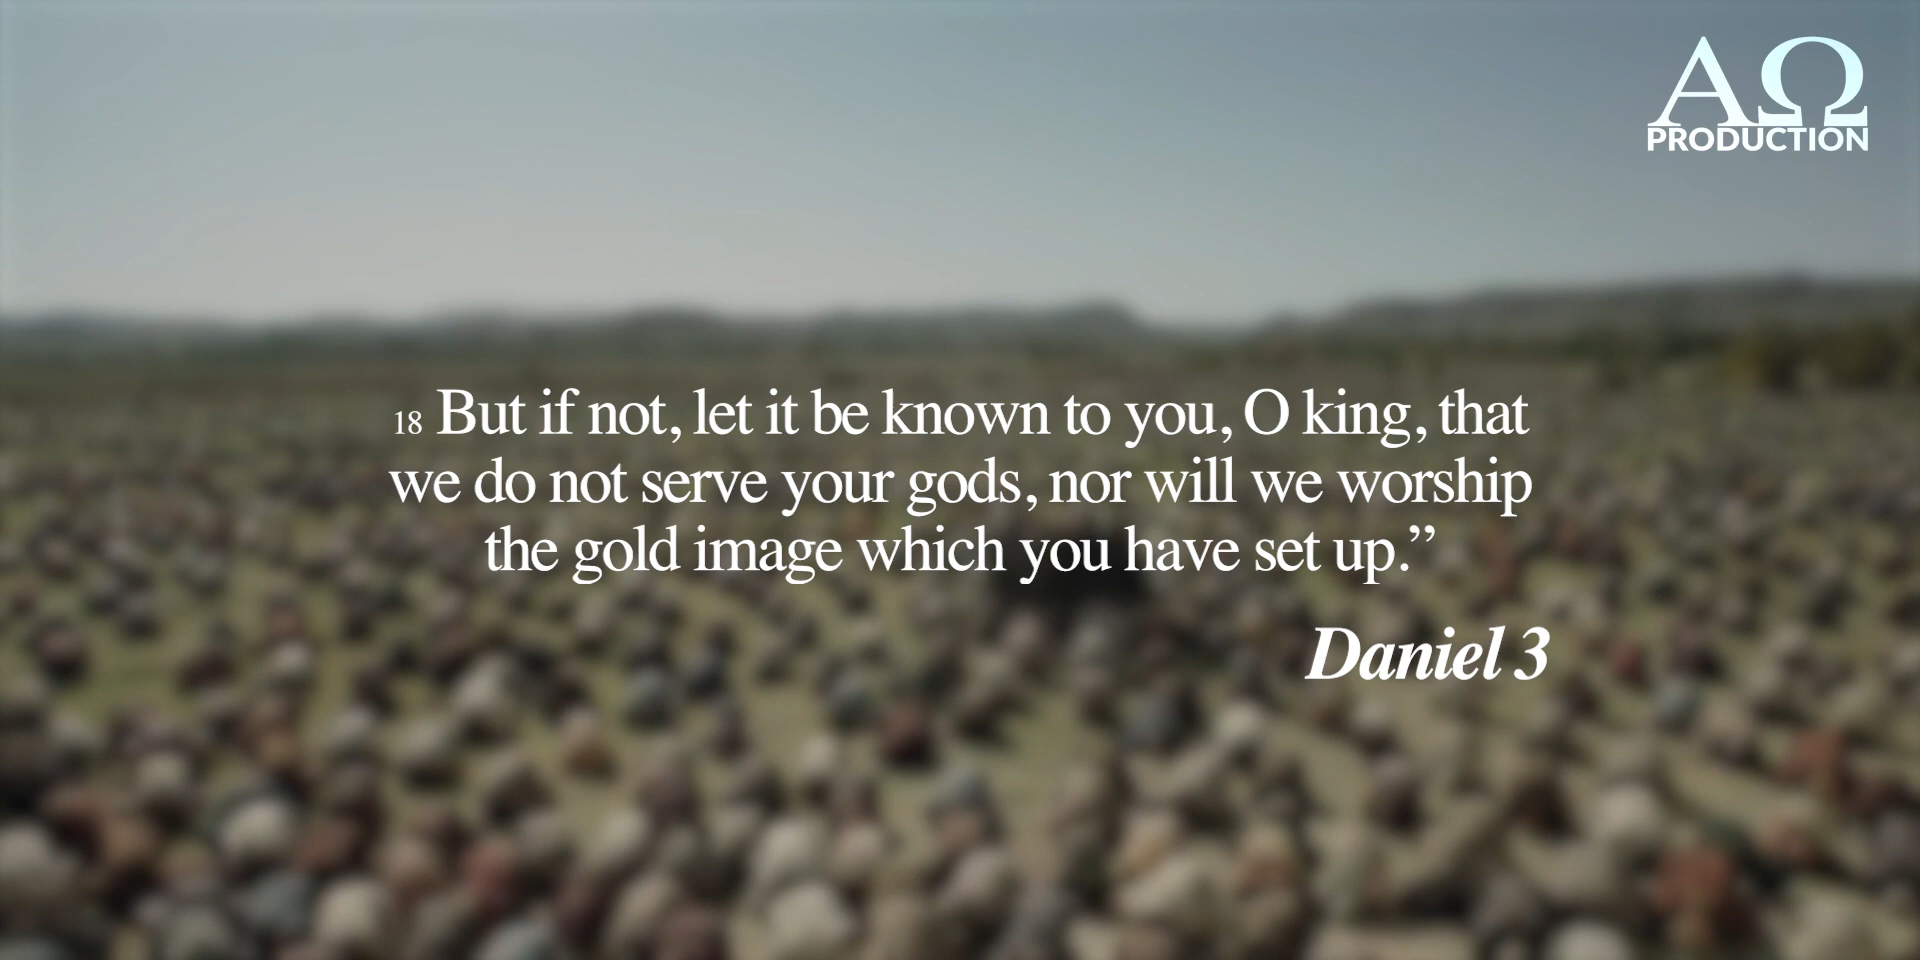 ΑΩ
PRODUCTION
18 But if not, let it be known to you, O king, that
we do not serve your gods, nor will we worship
the gold image which you have set up.”
Daniel 3